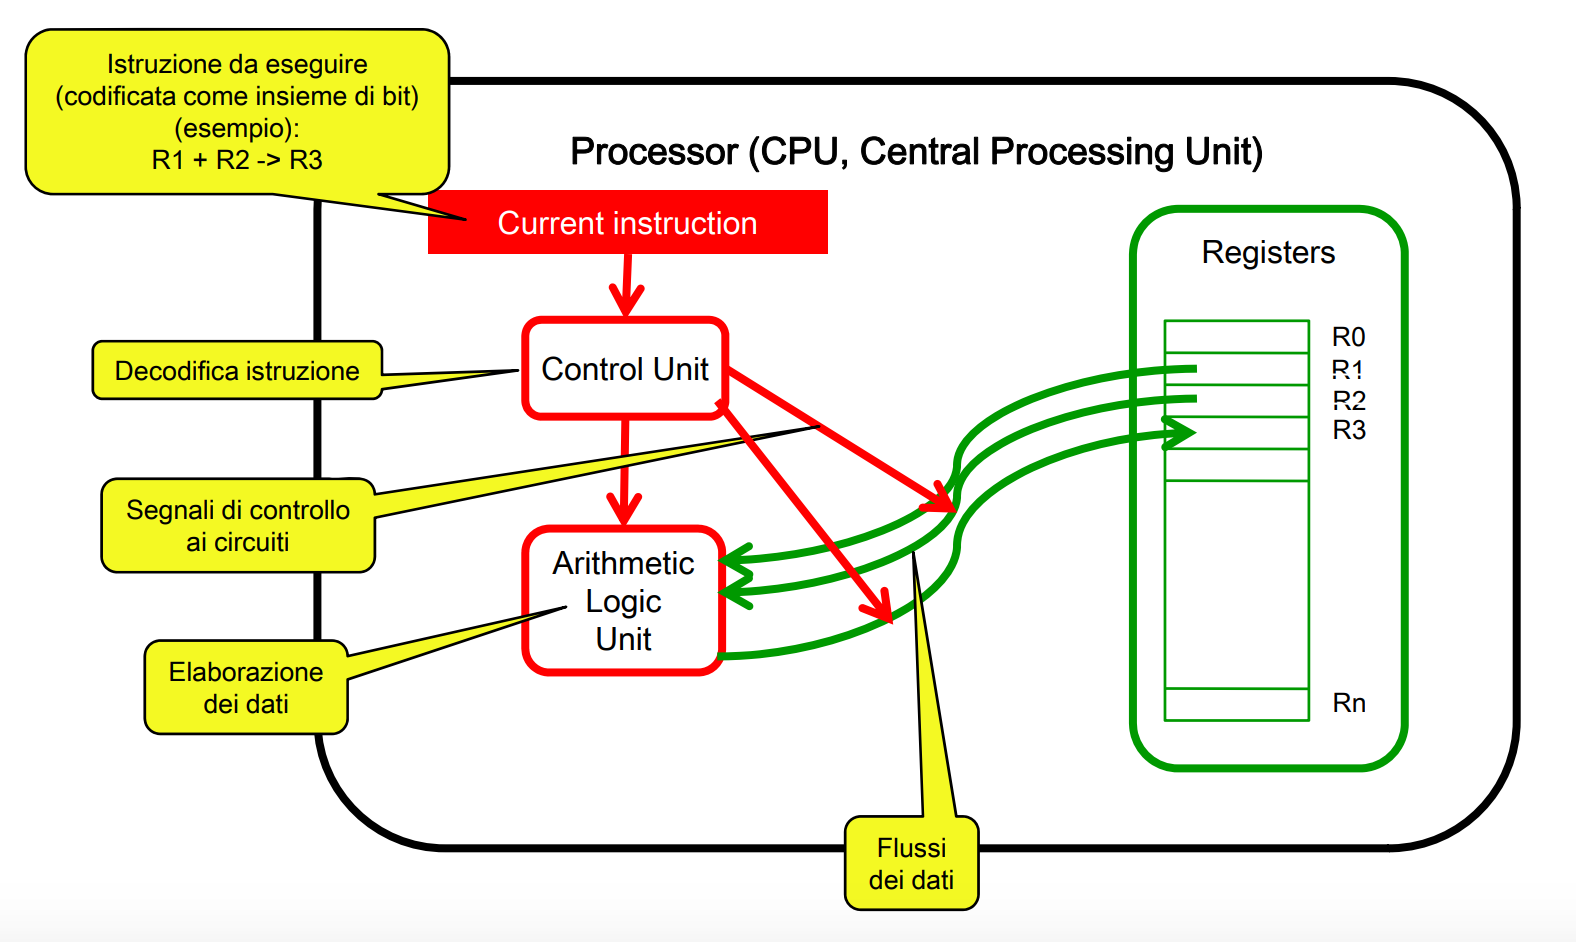 Istruzione da eseguire
(codificata come insieme di bit)
(esempio):
R1 + R2 -> R3
Processor (CPU, Central Processing Unit)
Current instruction
Registers
R0
R1
R2
R3
Rn
Decodifica istruzione
Control Unit
Segnali di controllo
ai circuiti
Arithmetic
Logic
Unit
Elaborazione
dei dati
Flussi
dei dati